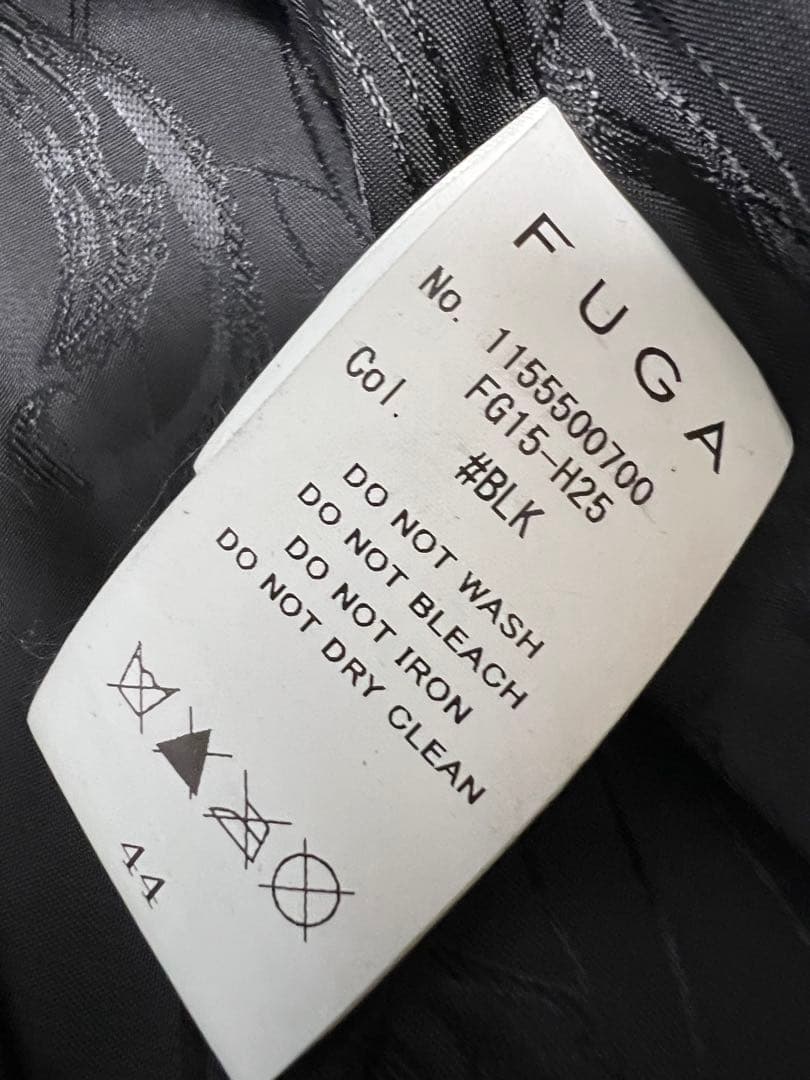 FUGA
No. 1155500700
FG15-H25
Col. #BLK
DO NOT WASH
DO NOT BLEACH
DO NOT IRON
DO NOT DRY CLEAN
44